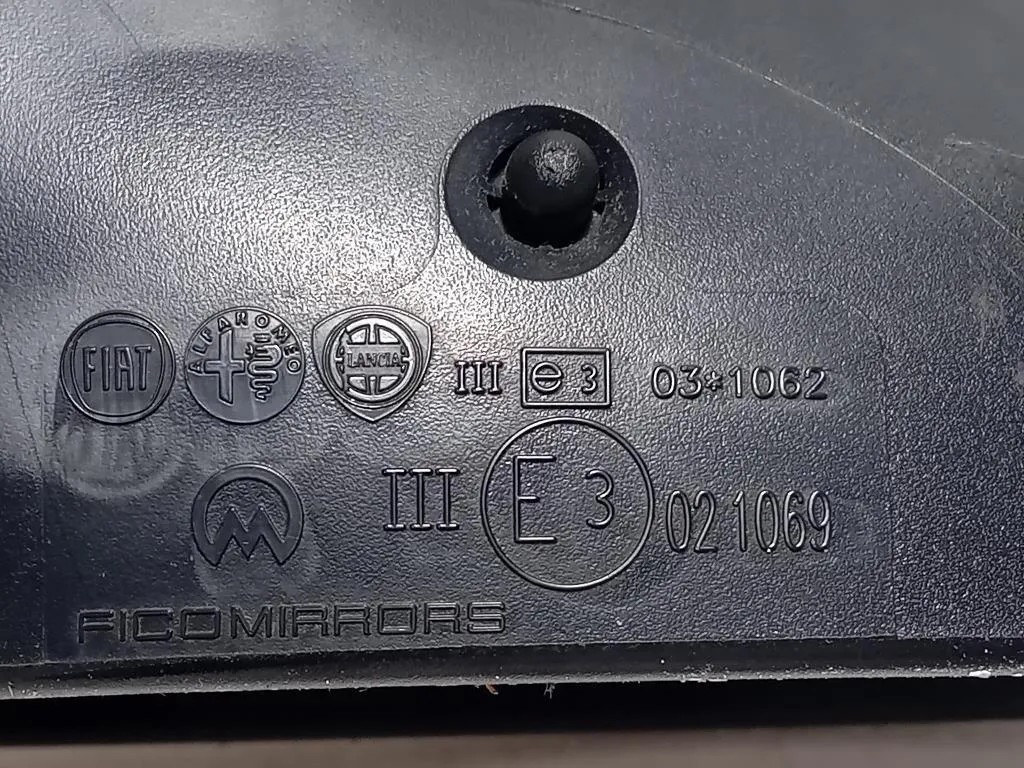 FIAT ALFA ROMEO LANCIA III e 3 03*1062
III E 3 021069
FICOMIRRORS